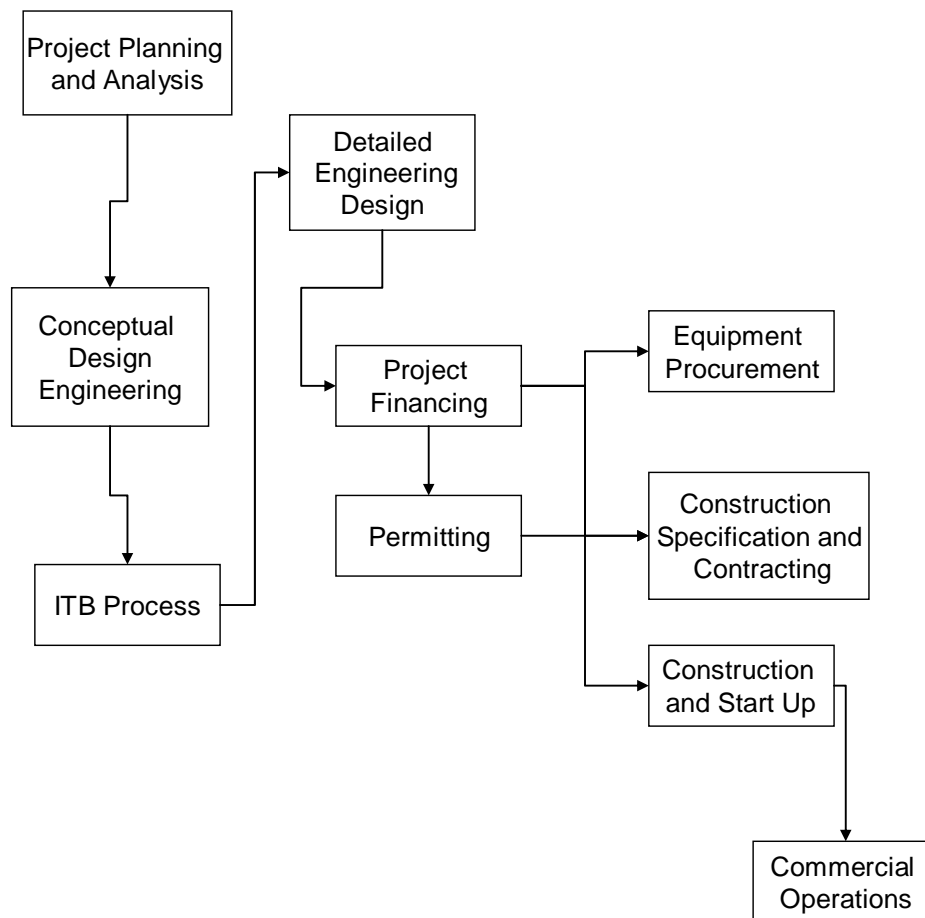 Project Planning
and Analysis
Conceptual
Design
Engineering
ITB Process
Detailed
Engineering
Design
Project
Financing
Permitting
Equipment
Procurement
Construction
Specification and
Contracting
Construction
and Start Up
Commercial
Operations